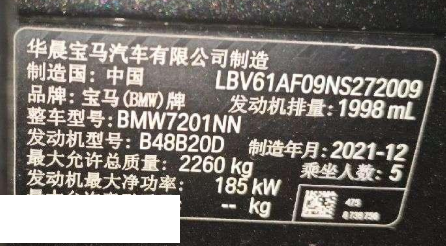 华晨宝马汽车有限公司制造
制造国：中国 LBV61AF09NS272009
品牌：宝马(BMW)牌 发动机排量：1998 mL
整车型号：BMW7201NN
发动机型号：B48B20D 制造年月：2021-12
最大允许总质量：2260 kg 乘坐人数：5
发动机最大净功率：185 kW
-- kg
475